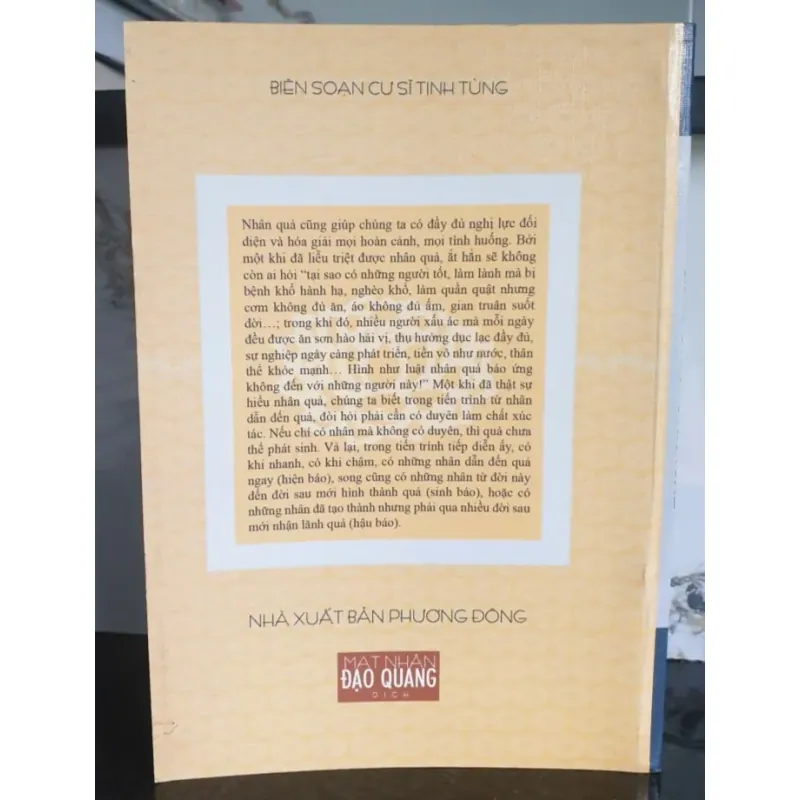 BIÊN SOẠN CƯ SĨ TỊNH TÙNG
Nhân quả cũng giúp chúng ta có đầy đủ nghị lực đối
diện và hóa giải mọi hoàn cảnh, mọi tình huống. Bởi
một khi đã liễu triệt được nhân quả, ắt hẳn sẽ không
còn ai hỏi “tại sao có những người tốt, làm lành mà bị
bệnh khổ hành hạ, nghèo khổ, làm quần quật nhưng
cơm không đủ ăn, áo không đủ ấm, gian truân suốt
đời…; trong khi đó, nhiều người xấu ác mà mỗi ngày
đều được ăn sơn hào hải vị, thụ hưởng dục lạc đầy đủ,
sự nghiệp ngày càng phát triển, tiền vô như nước, thân
thể khỏe mạnh… Hình như luật nhân quả báo ứng
không đến với những người này!” Một khi đã thật sự
hiểu nhân quả, chúng ta biết trong tiến trình từ nhân
dẫn đến quả, đòi hỏi phải cần có duyên làm chất xúc
tác. Nếu chỉ có nhân mà không có duyên, thì quả chưa
thể phát sinh. Vả lại, trong tiến trình tiếp diễn ấy, có
khi nhanh, có khi chậm, có những nhân dẫn đến quả
ngay (hiện báo), song cũng có những nhân từ đời này
đến đời sau mới hình thành quả (sinh báo), hoặc có
những nhân đã tạo thành nhưng phải qua nhiều đời sau
mới nhận lãnh quả (hậu báo).
NHÀ XUẤT BẢN PHƯƠNG ĐÔNG
MẠT NHÂN
ĐẠO QUANG
DỊCH